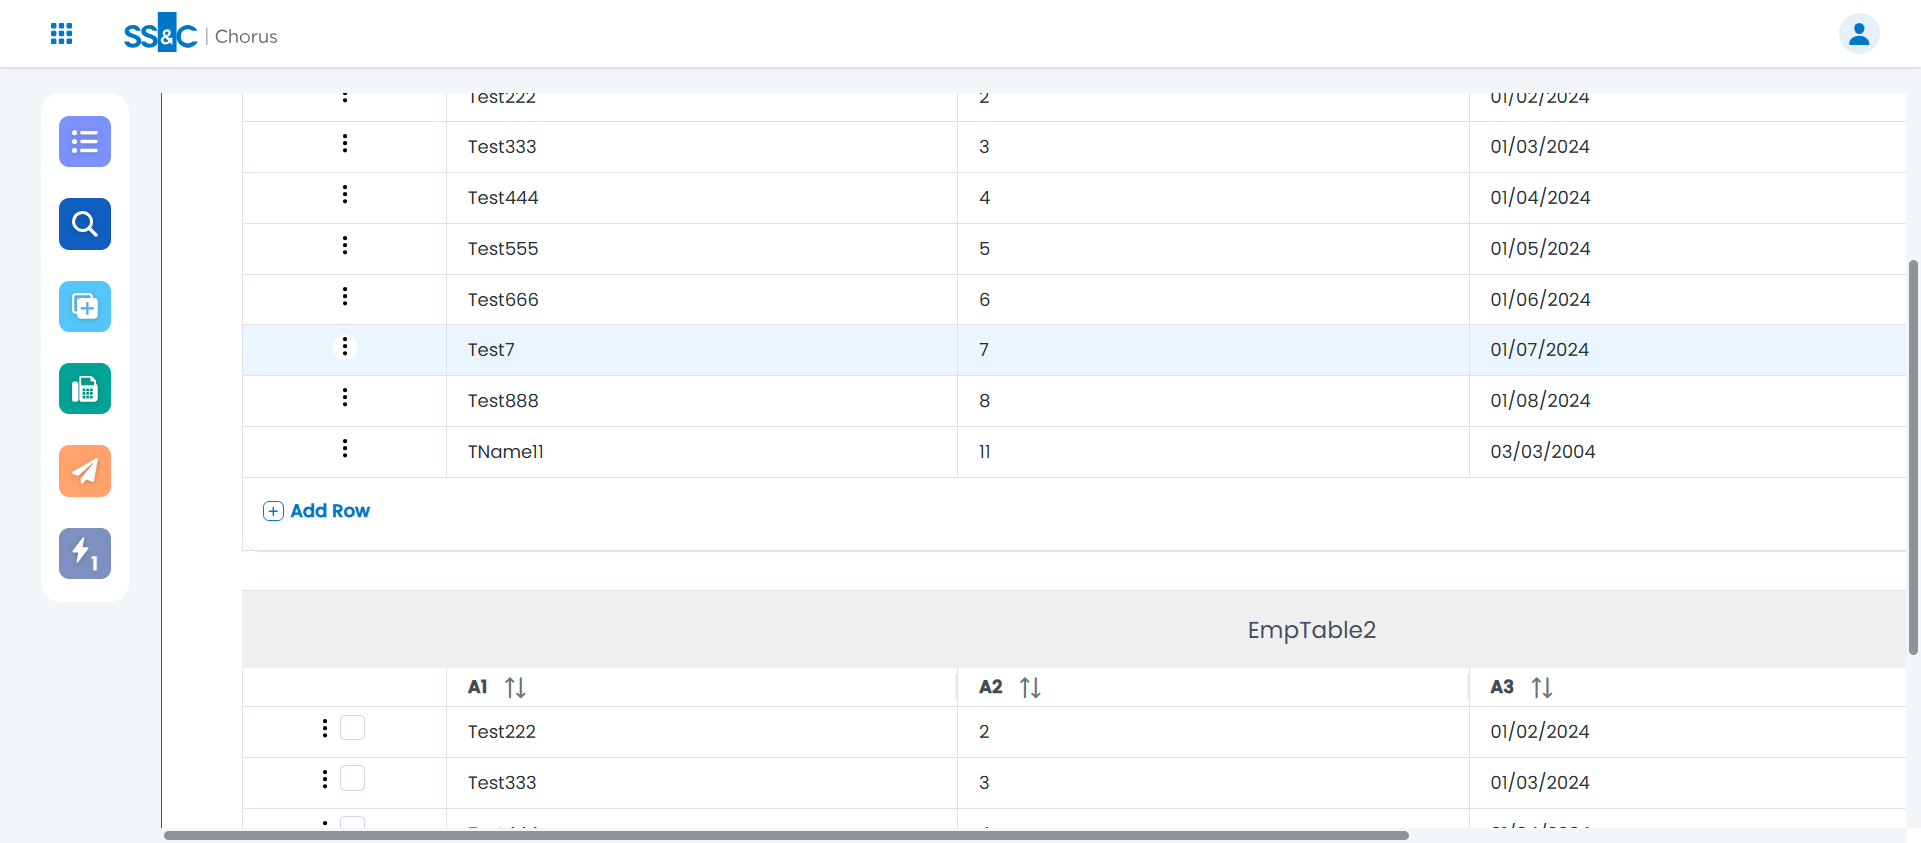 SS&C | Chorus
Test222 2 01/02/2024
Test333 3 01/03/2024
Test444 4 01/04/2024
Test555 5 01/05/2024
Test666 6 01/06/2024
Test7 7 01/07/2024
Test888 8 01/08/2024
TName11 11 03/03/2004
Add Row
1
EmpTable2
A1 A2 A3
Test222 2 01/02/2024
Test333 3 01/03/2024